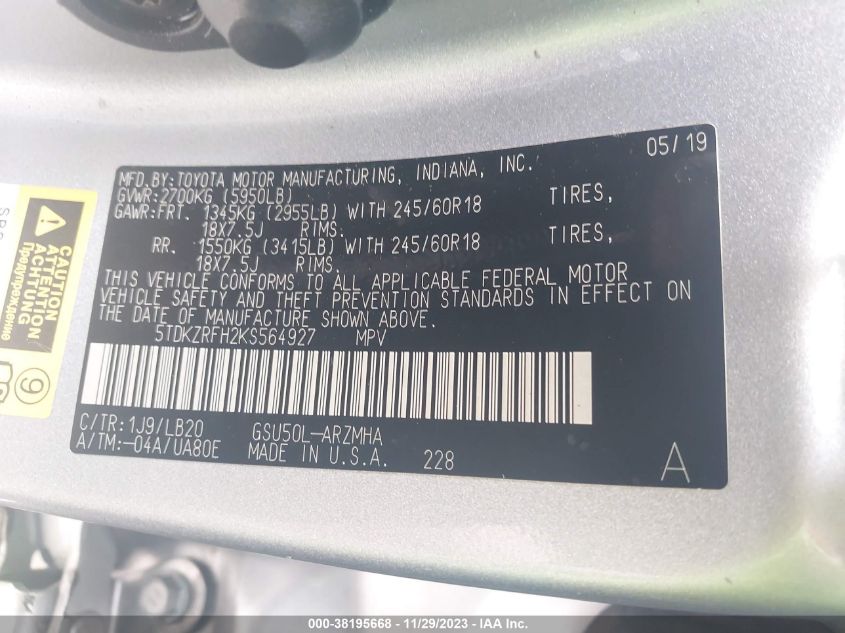 05/19
MFD.BY:TOYOTA MOTOR MANUFACTURING, INDIANA, INC.
GVWR:2700KG (5950LB)
GAWR:FRT. 1345KG (2955LB) WITH 245/60R18 TIRES,
18X7.5J RIMS.
RR. 1550KG (3415LB) WITH 245/60R18 TIRES,
18X7.5J RIMS.
THIS VEHICLE CONFORMS TO ALL APPLICABLE FEDERAL MOTOR
VEHICLE SAFETY AND THEFT PREVENTION STANDARDS IN EFFECT ON
THE DATE OF MANUFACTURE SHOWN ABOVE.
5TDKZRFH2KS564927 MPV
C/TR: 1J9/LB20 GSU50L-ARZMHA
A/TM:-04A/UA80E MADE IN U.S.A. 228
A
CAUTION
ATTENTION
ACHTUNG
Предупреждение
9
000-38195668 - 11/29/2023 - IAA Inc.